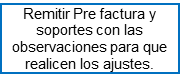 Remitir Pre factura y
soportes con las
observaciones para que
realicen los ajustes.